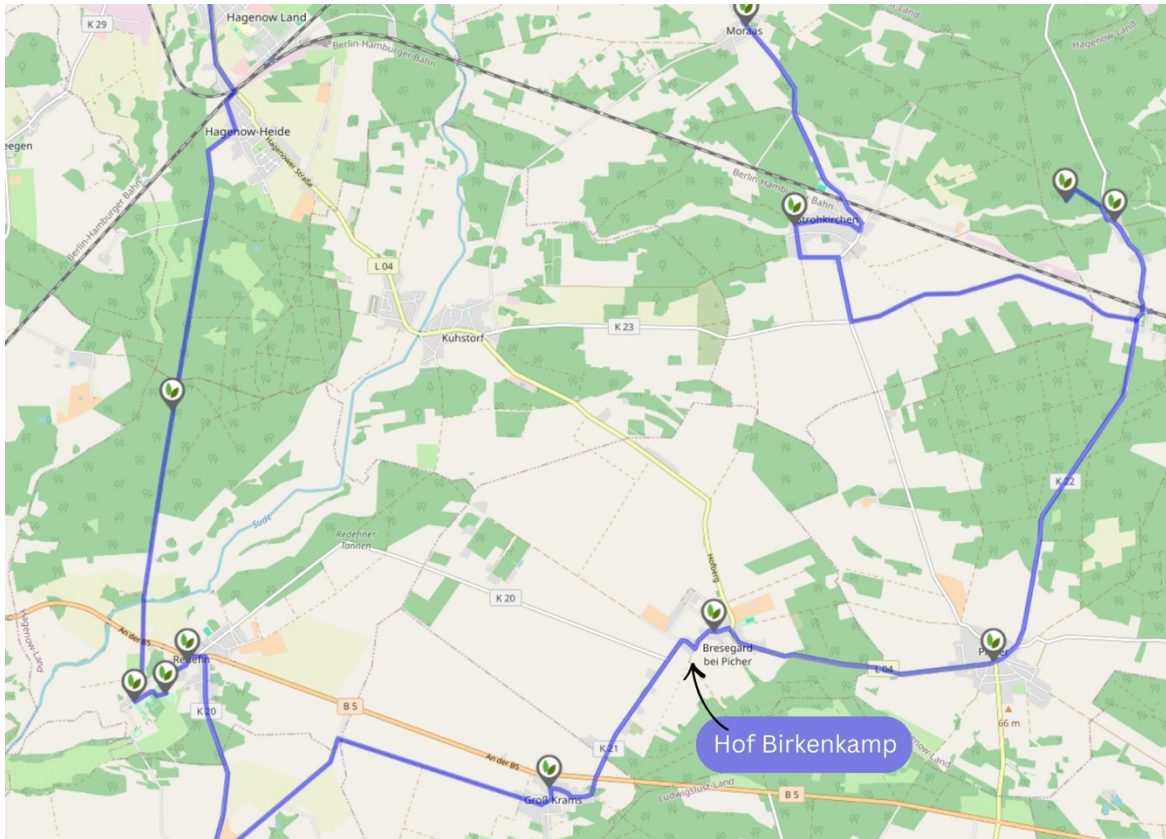 Hagenow Land
K 29
Moraas
Hagenow-Land
Berlin-Hamburger Bahn
Hagenow-Heide
eegen
Hagenower Straße
Berlin-Hamburger Bahn
Berlin-Hamburger Bahn
Strohkirchen
L 04
K 23
Kuhstorf
K 22
Sude
Redefiner
Tannen
Hofberg
K 20
An der B5
Hagenow-Land
Redefin
Bresegard
bei Picher
L 04
K 20
B 5
66 m
Hof Birkenkamp
K 21
An der B5
Groß Krams
Ludwigslust-Land
B 5